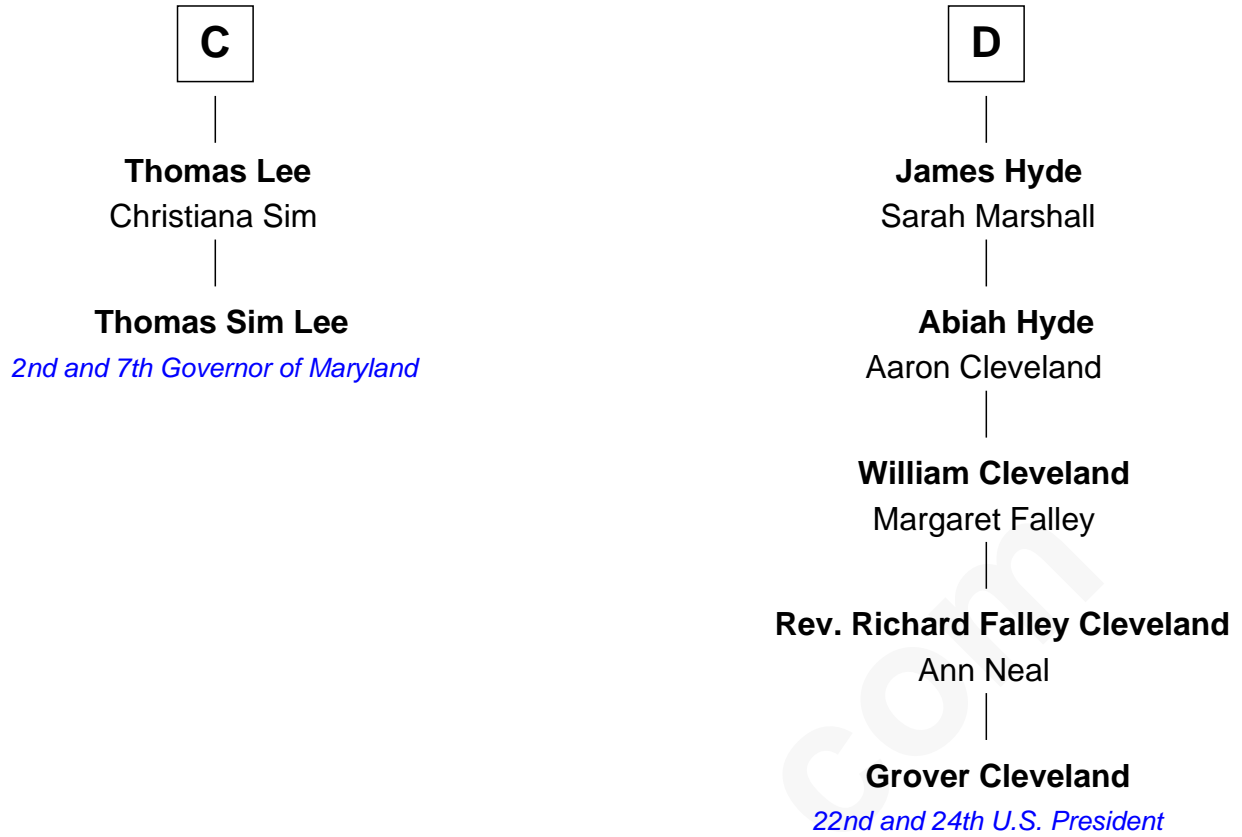 C
Thomas Lee
Christiana Sim
Thomas Sim Lee
2nd and 7th Governor of Maryland
D
James Hyde
Sarah Marshall
Abiah Hyde
Aaron Cleveland
William Cleveland
Margaret Falley
Rev. Richard Falley Cleveland
Ann Neal
Grover Cleveland
22nd and 24th U.S. President
com